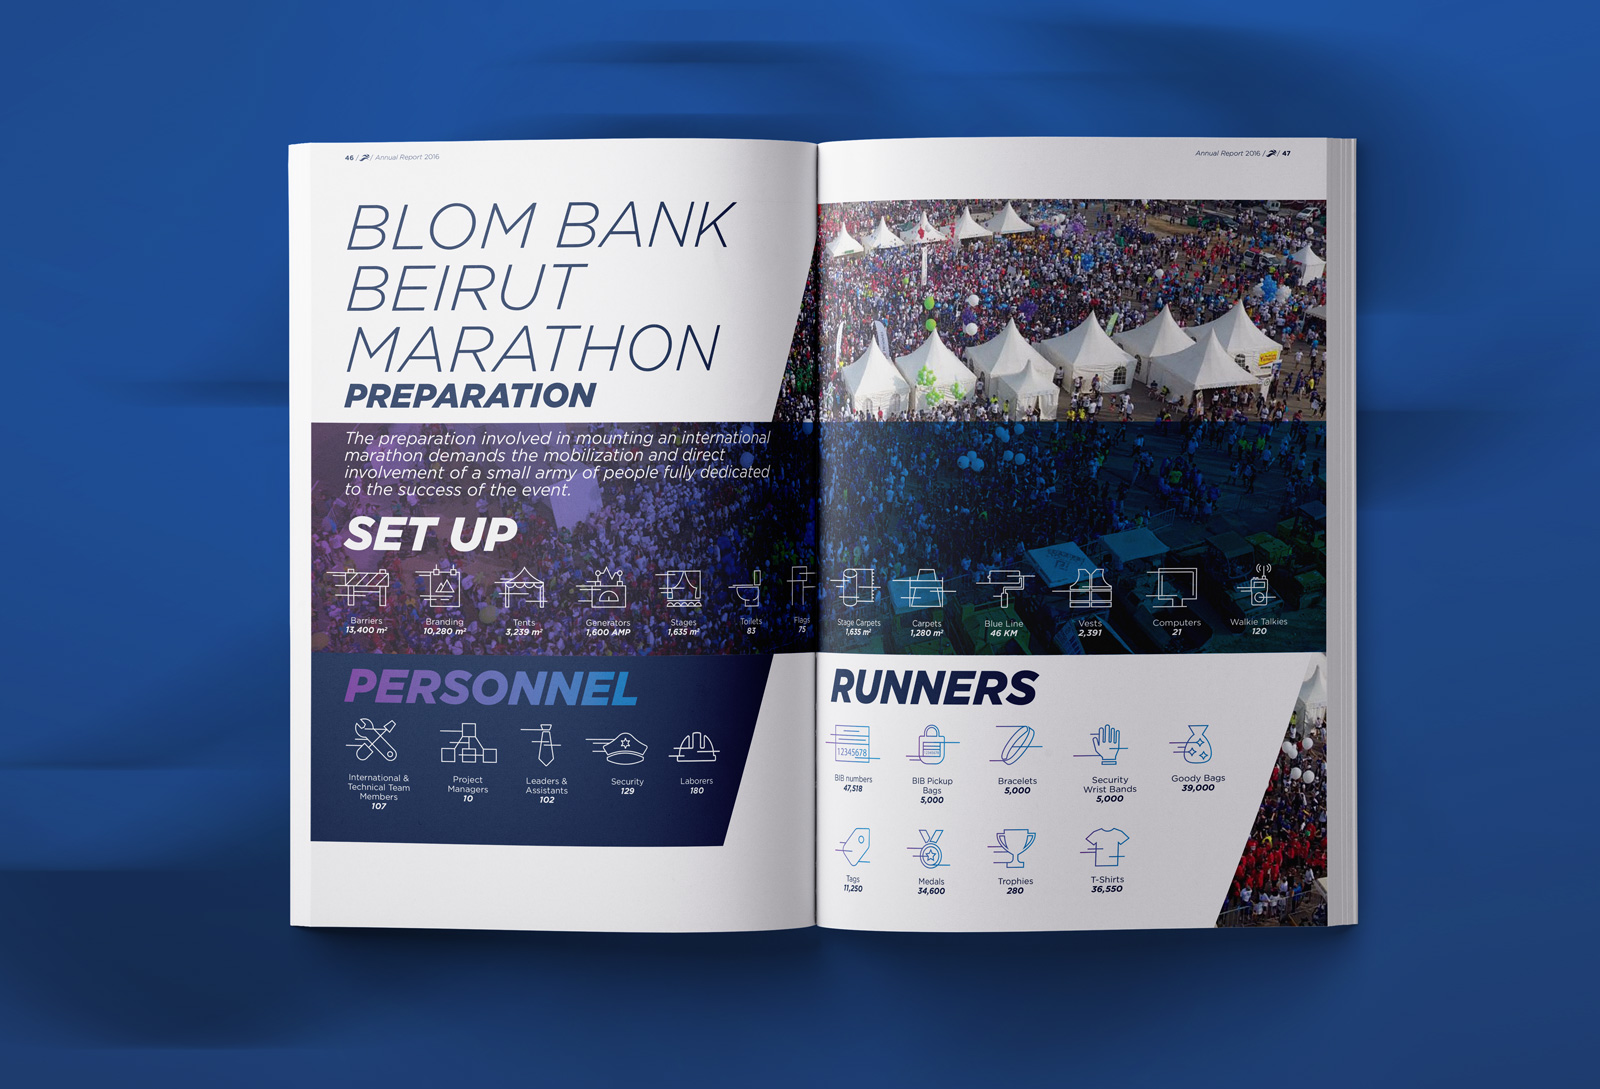 46 / / Annual Report 2016
BLOM BANK
BEIRUT
MARATHON
PREPARATION
The preparation involved in mounting an international
marathon demands the mobilization and direct
involvement of a small army of people fully dedicated
to the success of the event.
SET UP
Barriers
13,400 m²
Branding
10,280 m²
Tents
3,239 m²
Generators
1,600 AMP
Stages
1,635 m²
Toilets
83
Flags
75
PERSONNEL
International &
Technical Team
Members
107
Project
Managers
10
Leaders &
Assistants
102
Security
129
Laborers
180
Annual Report 2016 / / 47
Stage Carpets
1,635 m²
Carpets
1,280 m²
Blue Line
46 KM
Vests
2,391
Computers
21
Walkie Talkies
120
RUNNERS
12345678
BIB numbers
47,518
BIB Pickup
Bags
5,000
Bracelets
5,000
Security
Wrist Bands
5,000
Goody Bags
39,000
Tags
11,250
Medals
34,600
Trophies
280
T-Shirts
36,550